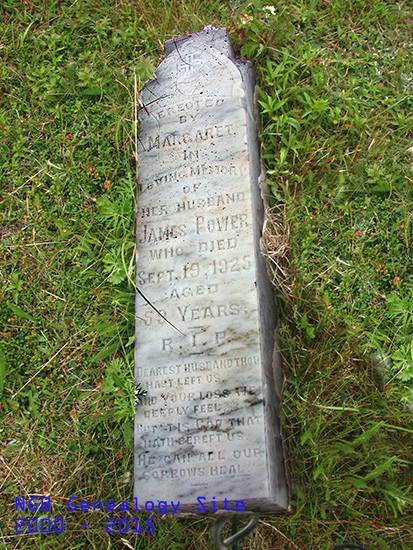 ERECTED
BY
MARGARET,
IN
LOVING MEMORY
OF
HER HUSBAND
JAMES POWER
WHO DIED
SEPT. 19, 1925
AGED
YEARS.
R.I.P.
DEAREST HUSBAND THOU
HAST LEFT US
AND YOUR LOSS WE
DEEPLY FEEL
BUT 'TIS GOD THAT
HATH BEREFT US
HE CAN ALL OUR
SORROWS HEAL
NGB Genealogy Site
2000 - 2015